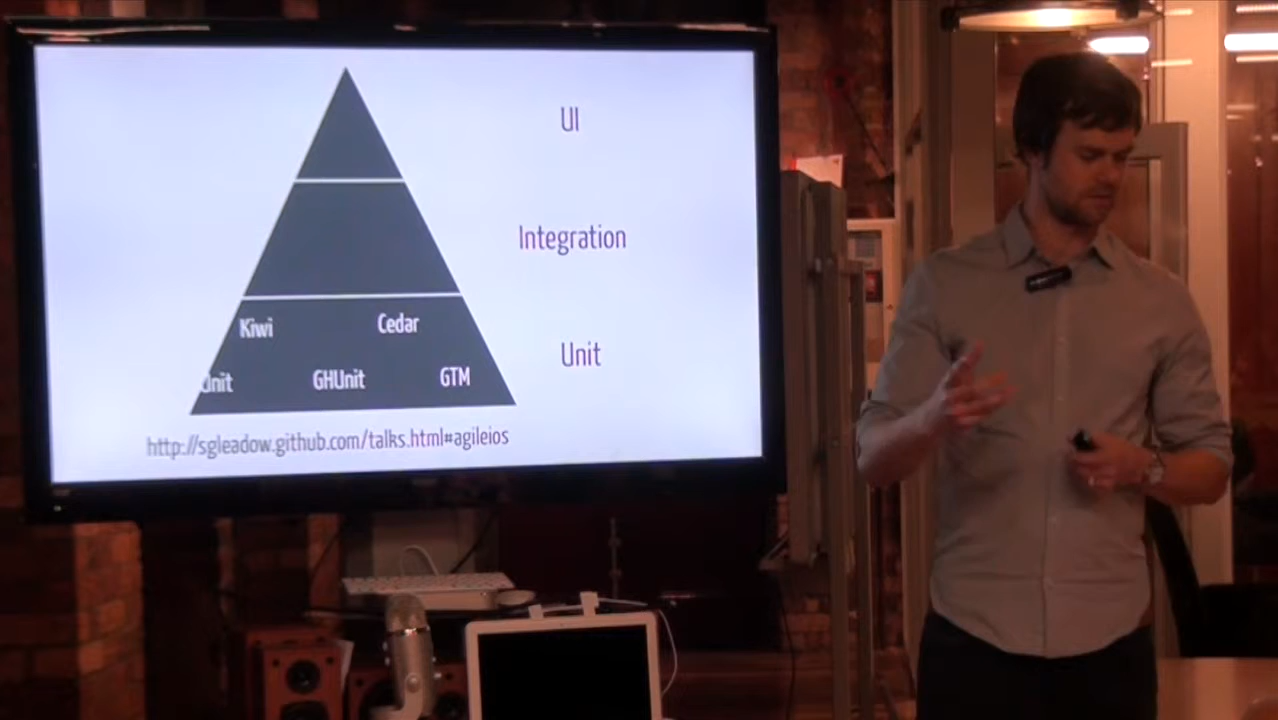 UI
Integration
Kiwi Cedar
Unit
Unit GHUnit GTM
http://sgleadow.github.com/talks.html#agileios